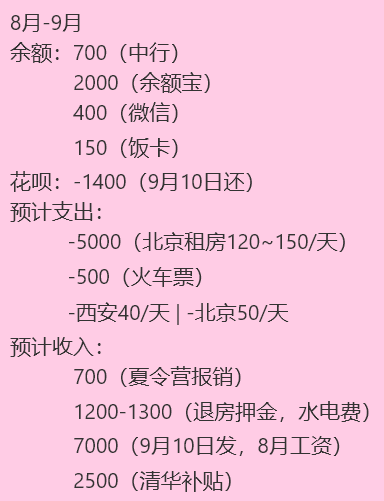 8月-9月
余额：700（中行）
2000（余额宝）
400（微信）
150（饭卡）
花呗：-1400（9月10日还）
预计支出：
-5000（北京租房120~150/天）
-500（火车票）
-西安40/天 | -北京50/天
预计收入：
700（夏令营报销）
1200-1300（退房押金，水电费）
7000（9月10日发，8月工资）
2500（清华补贴）